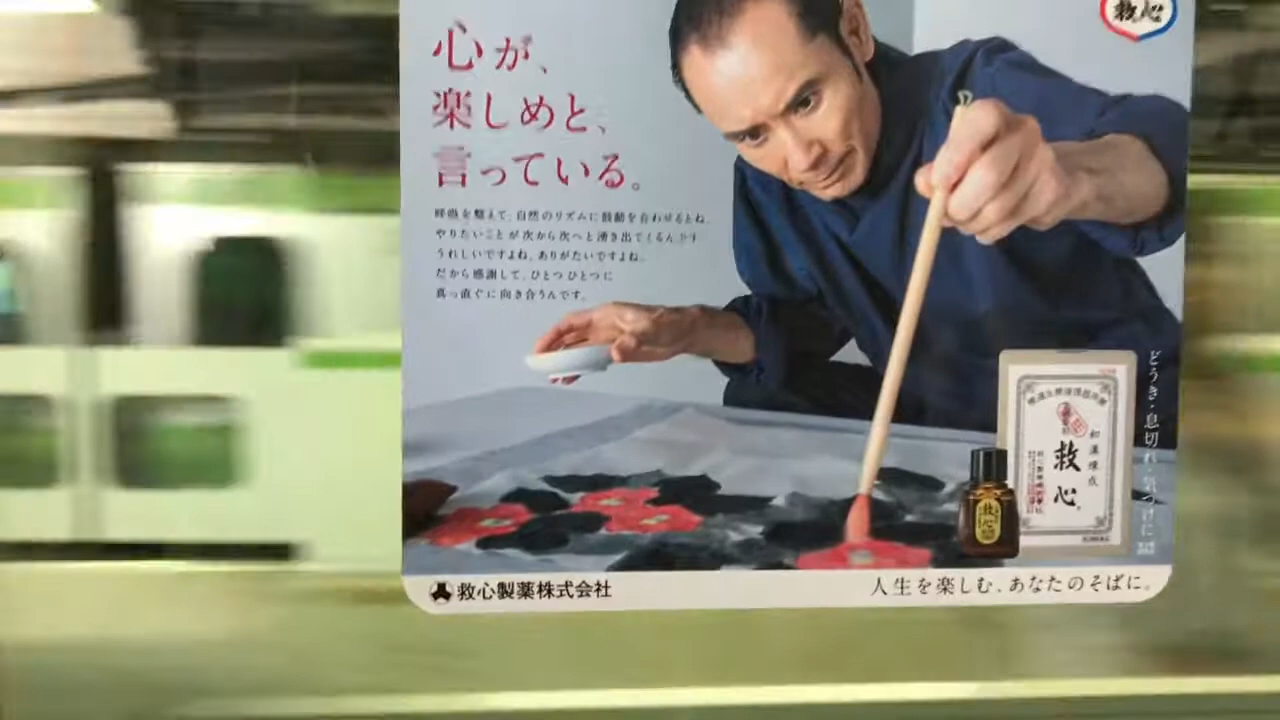 救心
心が、
楽しめと、
言っている。
呼吸を整えて、自然のリズムに鼓動を合わせるとね、
やりたいことが次から次へと湧き出てくるんです
うれしいですよね、ありがたいですよね。
だから感謝して、ひとつひとつに
真っ直ぐに向き合うんです。
どうき・息切れ・気つけに
和漢生薬
救心
救心
救心製薬株式会社
人生を楽しむ、あなたのそばに。